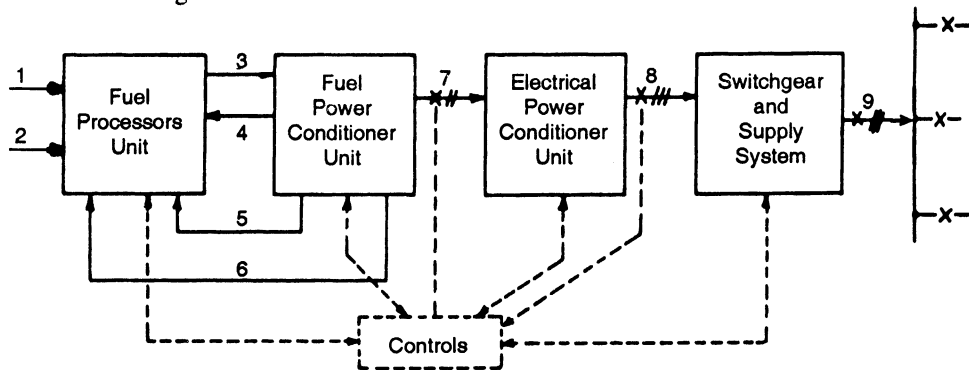 1
2
3
4
5
6
7
8
9
Fuel
Processors
Unit
Fuel
Power
Conditioner
Unit
Electrical
Power
Conditioner
Unit
Switchgear
and
Supply
System
Controls